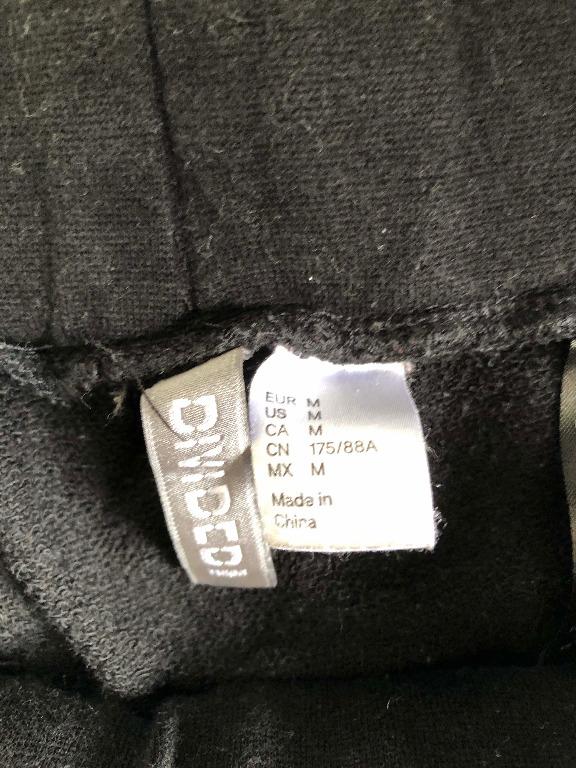 DIVIDED
H&M
EUR M
US M
CA M
CN 175/88A
MX M
Made in
China